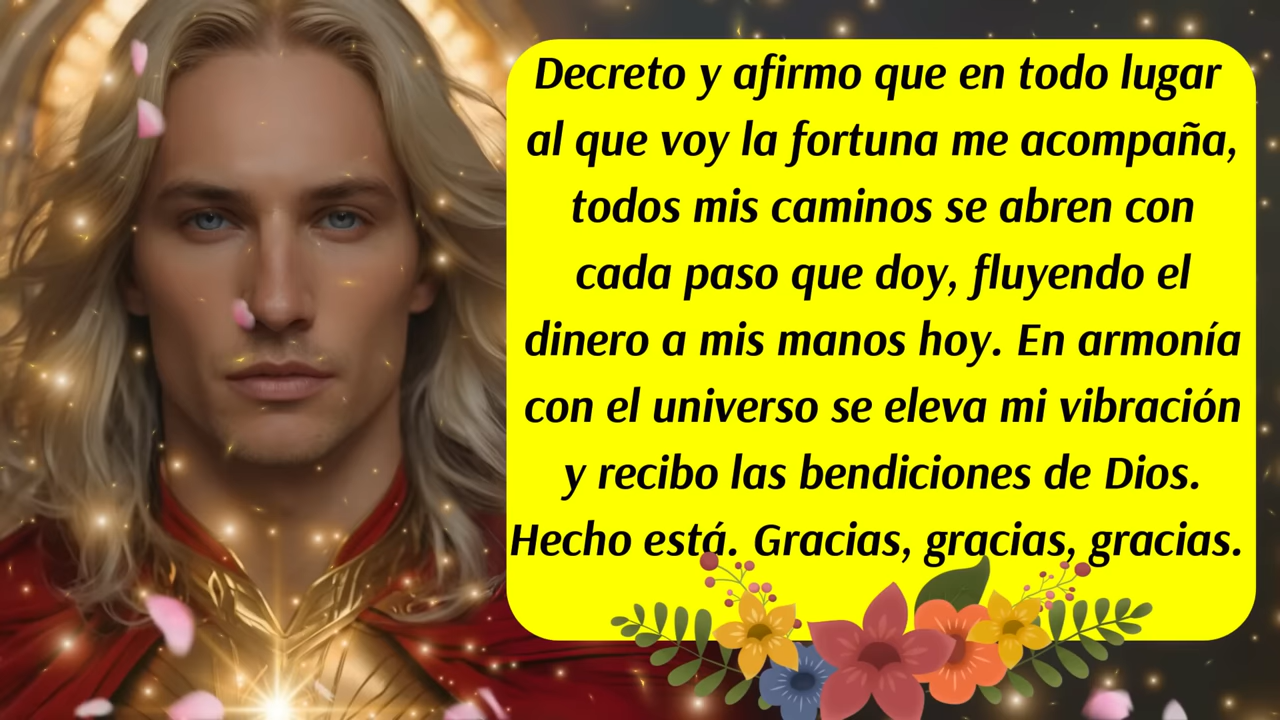 Decreto y afirmo que en todo lugar
al que voy la fortuna me acompaña,
todos mis caminos se abren con
cada paso que doy, fluyendo el
dinero a mis manos hoy. En armonía
con el universo se eleva mi vibración
y recibo las bendiciones de Dios.
Hecho está. Gracias, gracias, gracias.